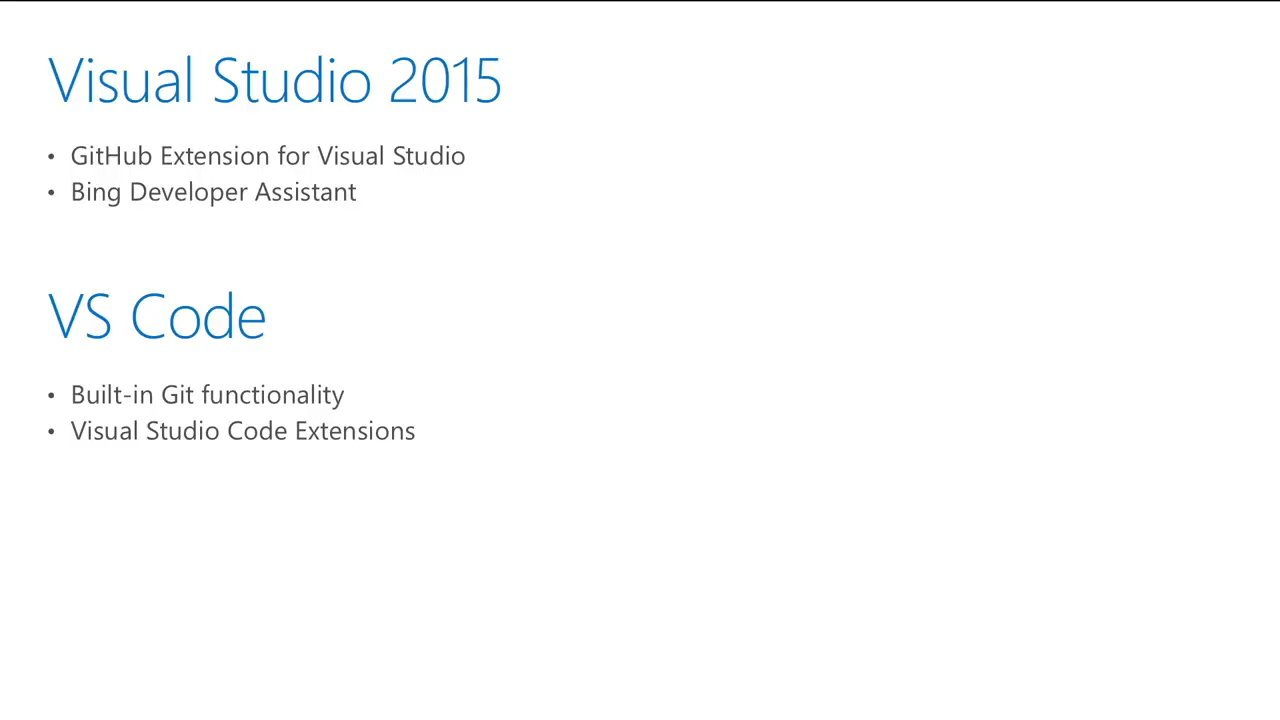 Visual Studio 2015
• GitHub Extension for Visual Studio
• Bing Developer Assistant
VS Code
• Built-in Git functionality
• Visual Studio Code Extensions